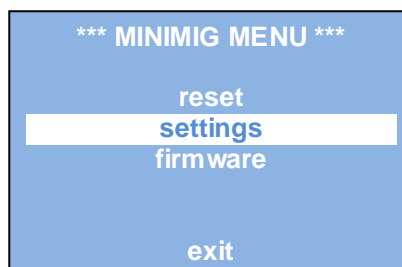 *** MINIMIG MENU ***
reset
settings
firmware
exit